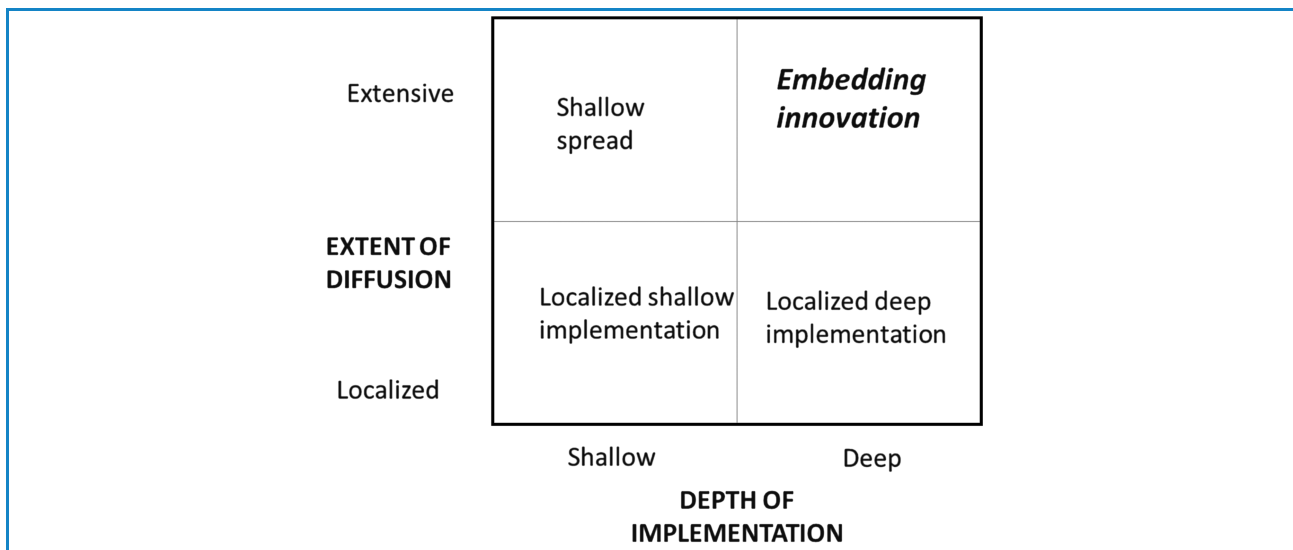 Extensive
Shallow
spread
Embedding
innovation
EXTENT OF
DIFFUSION
Localized shallow
implementation
Localized deep
implementation
Localized
Shallow
Deep
DEPTH OF
IMPLEMENTATION